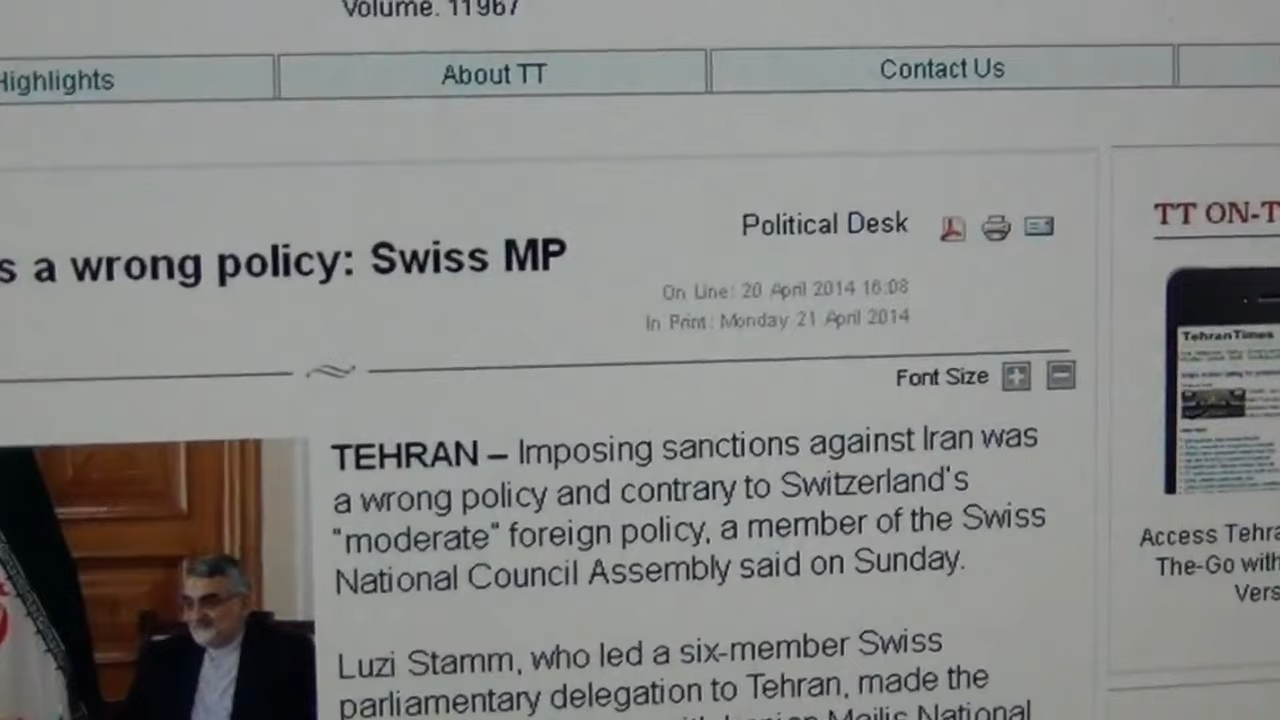 Volume. 11967
Highlights
About TT
Contact Us
s a wrong policy: Swiss MP
Political Desk
On Line: 20 April 2014 16:08
In Print: Monday 21 April 2014
Font Size
TEHRAN – Imposing sanctions against Iran was
a wrong policy and contrary to Switzerland's
"moderate" foreign policy, a member of the Swiss
National Council Assembly said on Sunday.
Luzi Stamm, who led a six-member Swiss
parliamentary delegation to Tehran, made the
Majlis National
TT ON-T
TehranTimes
Access Tehra
The-Go with
Vers